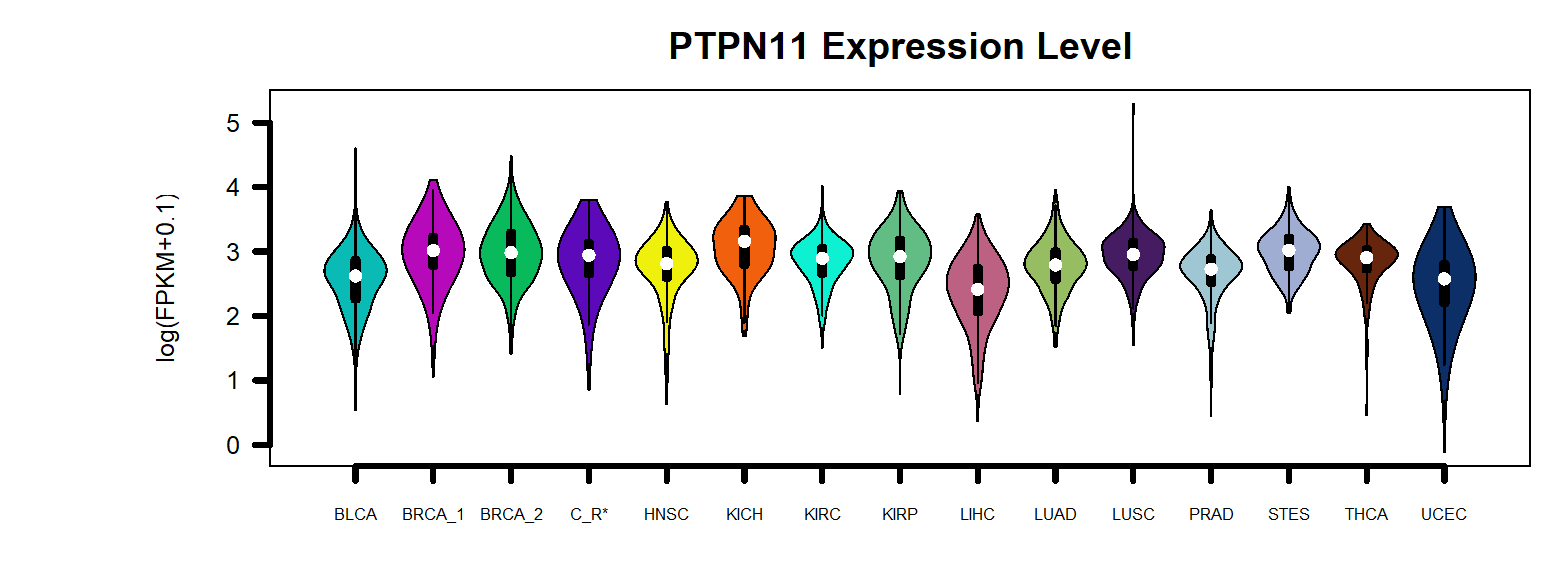 PTPN11 Expression Level
log(FPKM+0.1)
5
4
3
2
1
0
BLCA BRCA_1 BRCA_2 C_R* HNSC KICH KIRC KIRP LIHC LUAD LUSC PRAD STES THCA UCEC